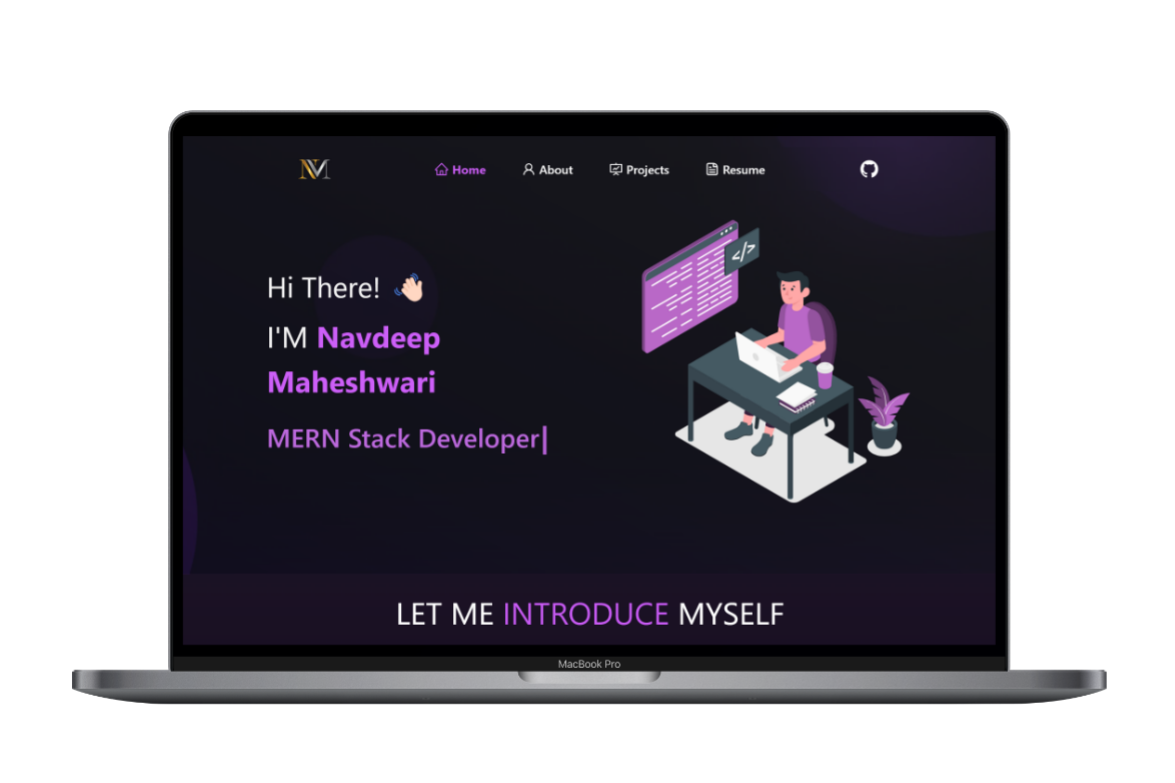 NM
Home
About
Projects
Resume
</>
Hi There! 👋🏻
I'M Navdeep
Maheshwari
MERN Stack Developer|
LET ME INTRODUCE MYSELF
MacBook Pro